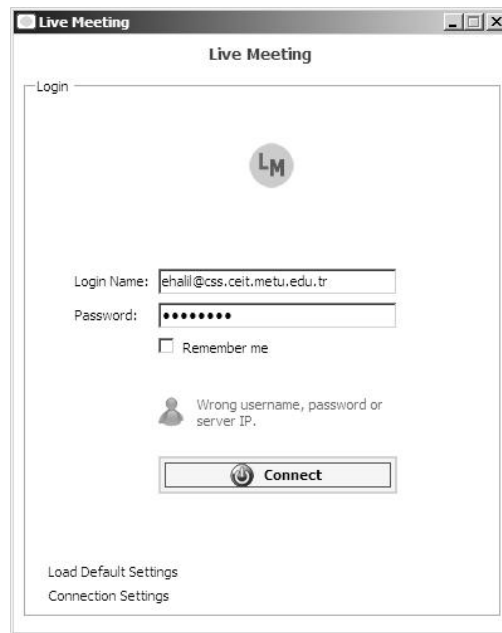 Live Meeting
Live Meeting
Login
LM
Login Name: ehalil@css.ceit.metu.edu.tr
Password: ••••••••
Remember me
Wrong username, password or
server IP.
Connect
Load Default Settings
Connection Settings